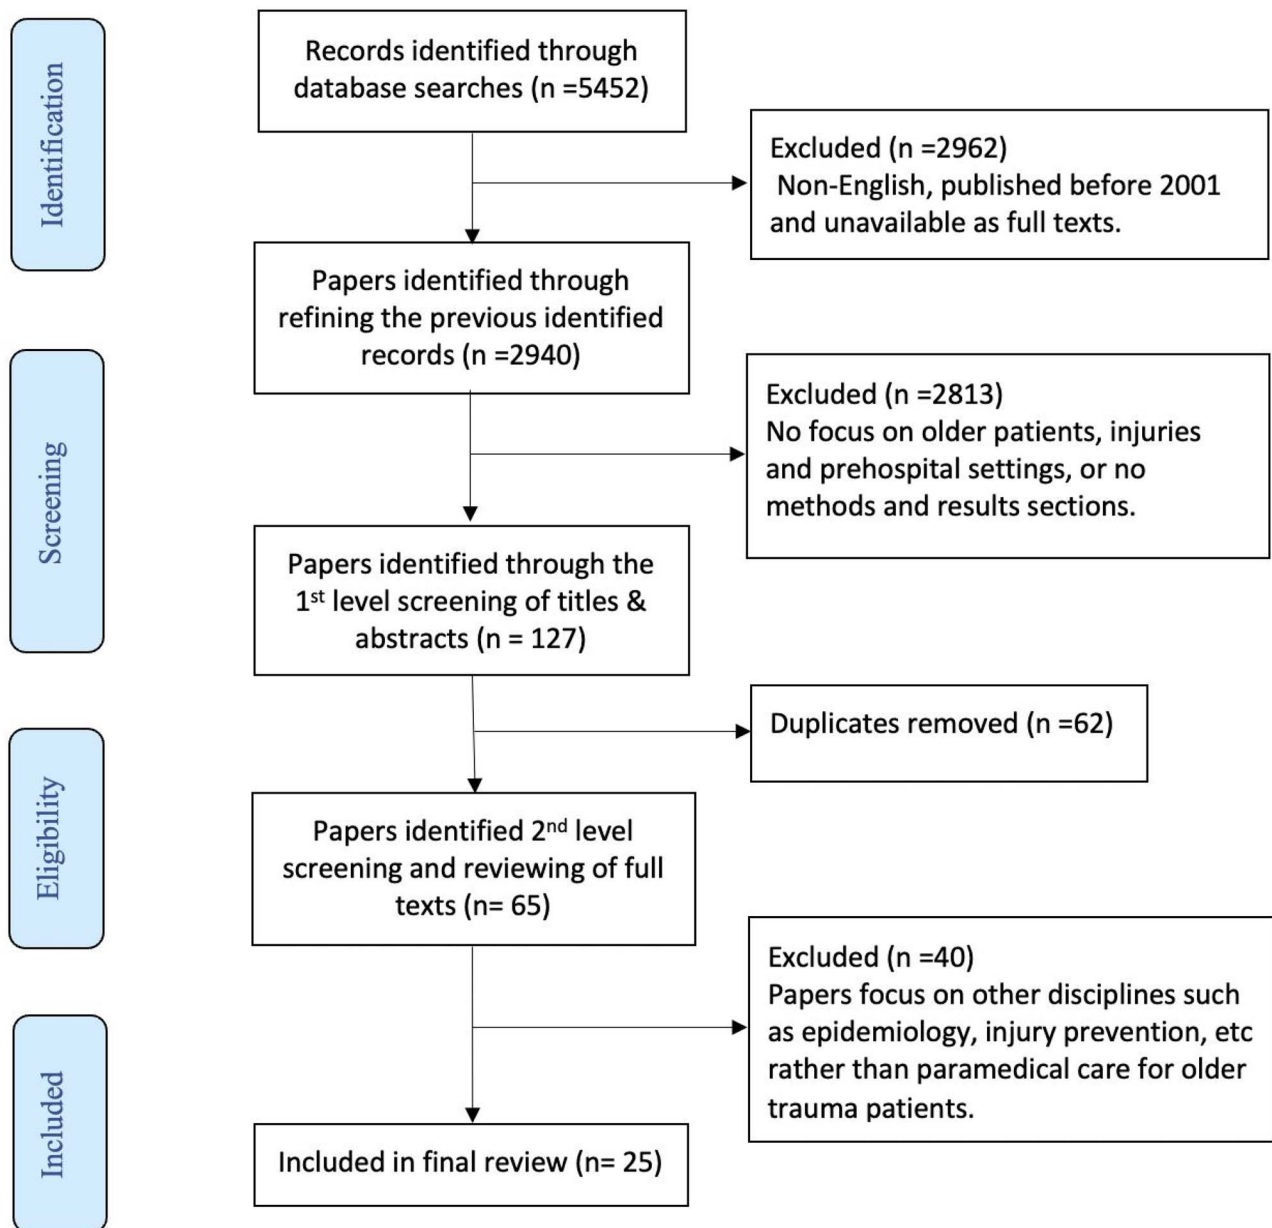 Identification
Records identified through
database searches (n =5452)
Excluded (n =2962)
Non-English, published before 2001
and unavailable as full texts.
Papers identified through
refining the previous identified
records (n =2940)
Screening
Excluded (n =2813)
No focus on older patients, injuries
and prehospital settings, or no
methods and results sections.
Papers identified through the
1st level screening of titles &
abstracts (n = 127)
Duplicates removed (n =62)
Eligibility
Papers identified 2nd level
screening and reviewing of full
texts (n= 65)
Excluded (n =40)
Papers focus on other disciplines such
as epidemiology, injury prevention, etc
rather than paramedical care for older
trauma patients.
Included
Included in final review (n= 25)